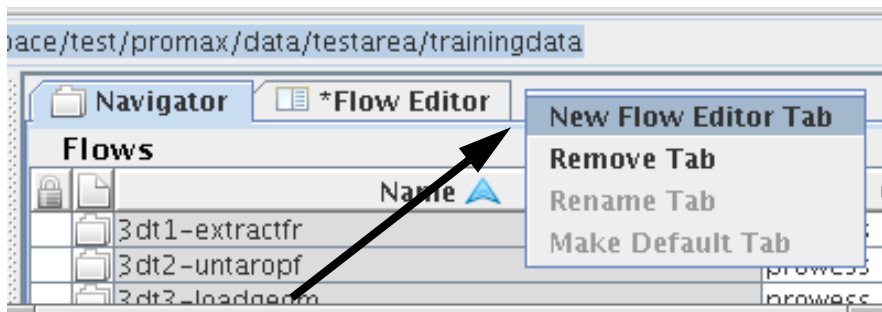 pace/test/promax/data/testarea/trainingdata
Navigator
*Flow Editor
Flows
Name
3dt1-extractfr
3dt2-untaropf
3dt3-loadgeom
New Flow Editor Tab
Remove Tab
Rename Tab
Make Default Tab
prowess
prowess